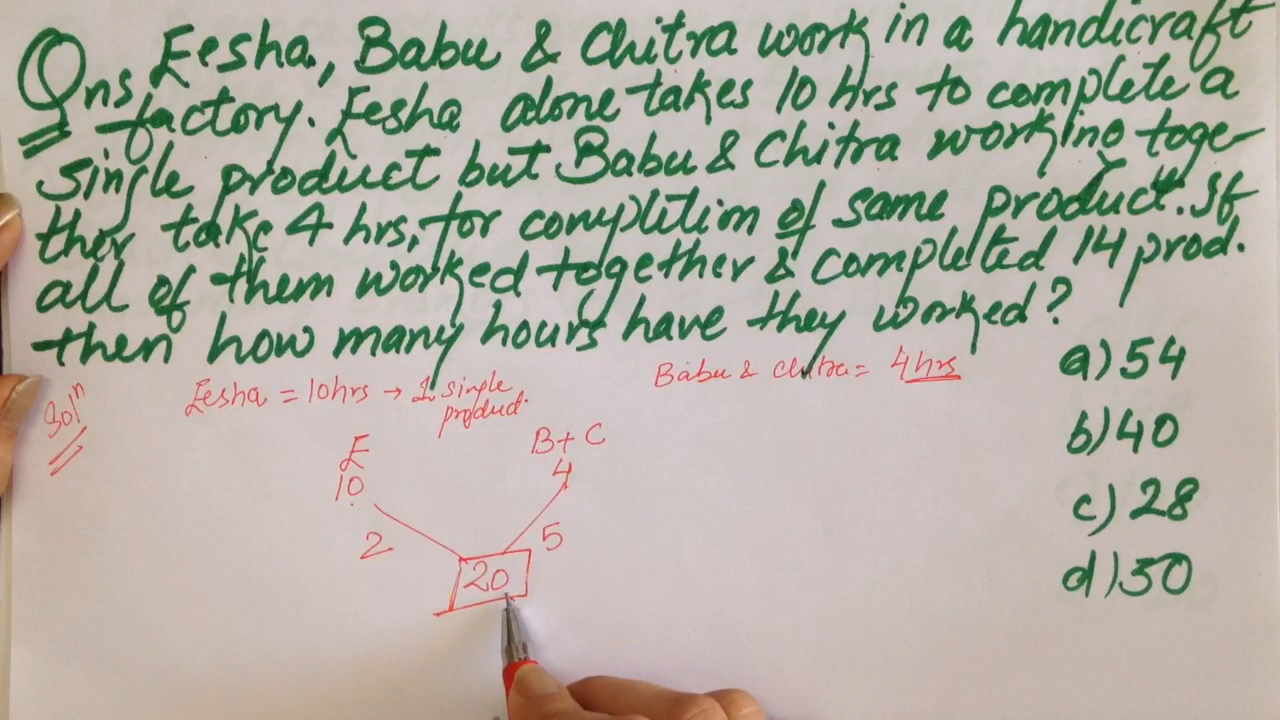 Qns Eesha, Babu & Chitra work in a handicraft
factory. Eesha alone takes 10 hrs to complete a
single product but Babu & Chitra working toge-
ther take 4 hrs, for completion of same product. If
all of them worked together & completed 14 prod.
then how many hours have they worked?
a) 54
b) 40
c) 28
d) 50
Solⁿ
Eesha = 10hrs → 1 single
product.
Babu & chitra = 4hrs
E
10
B+C
4
2
5
20